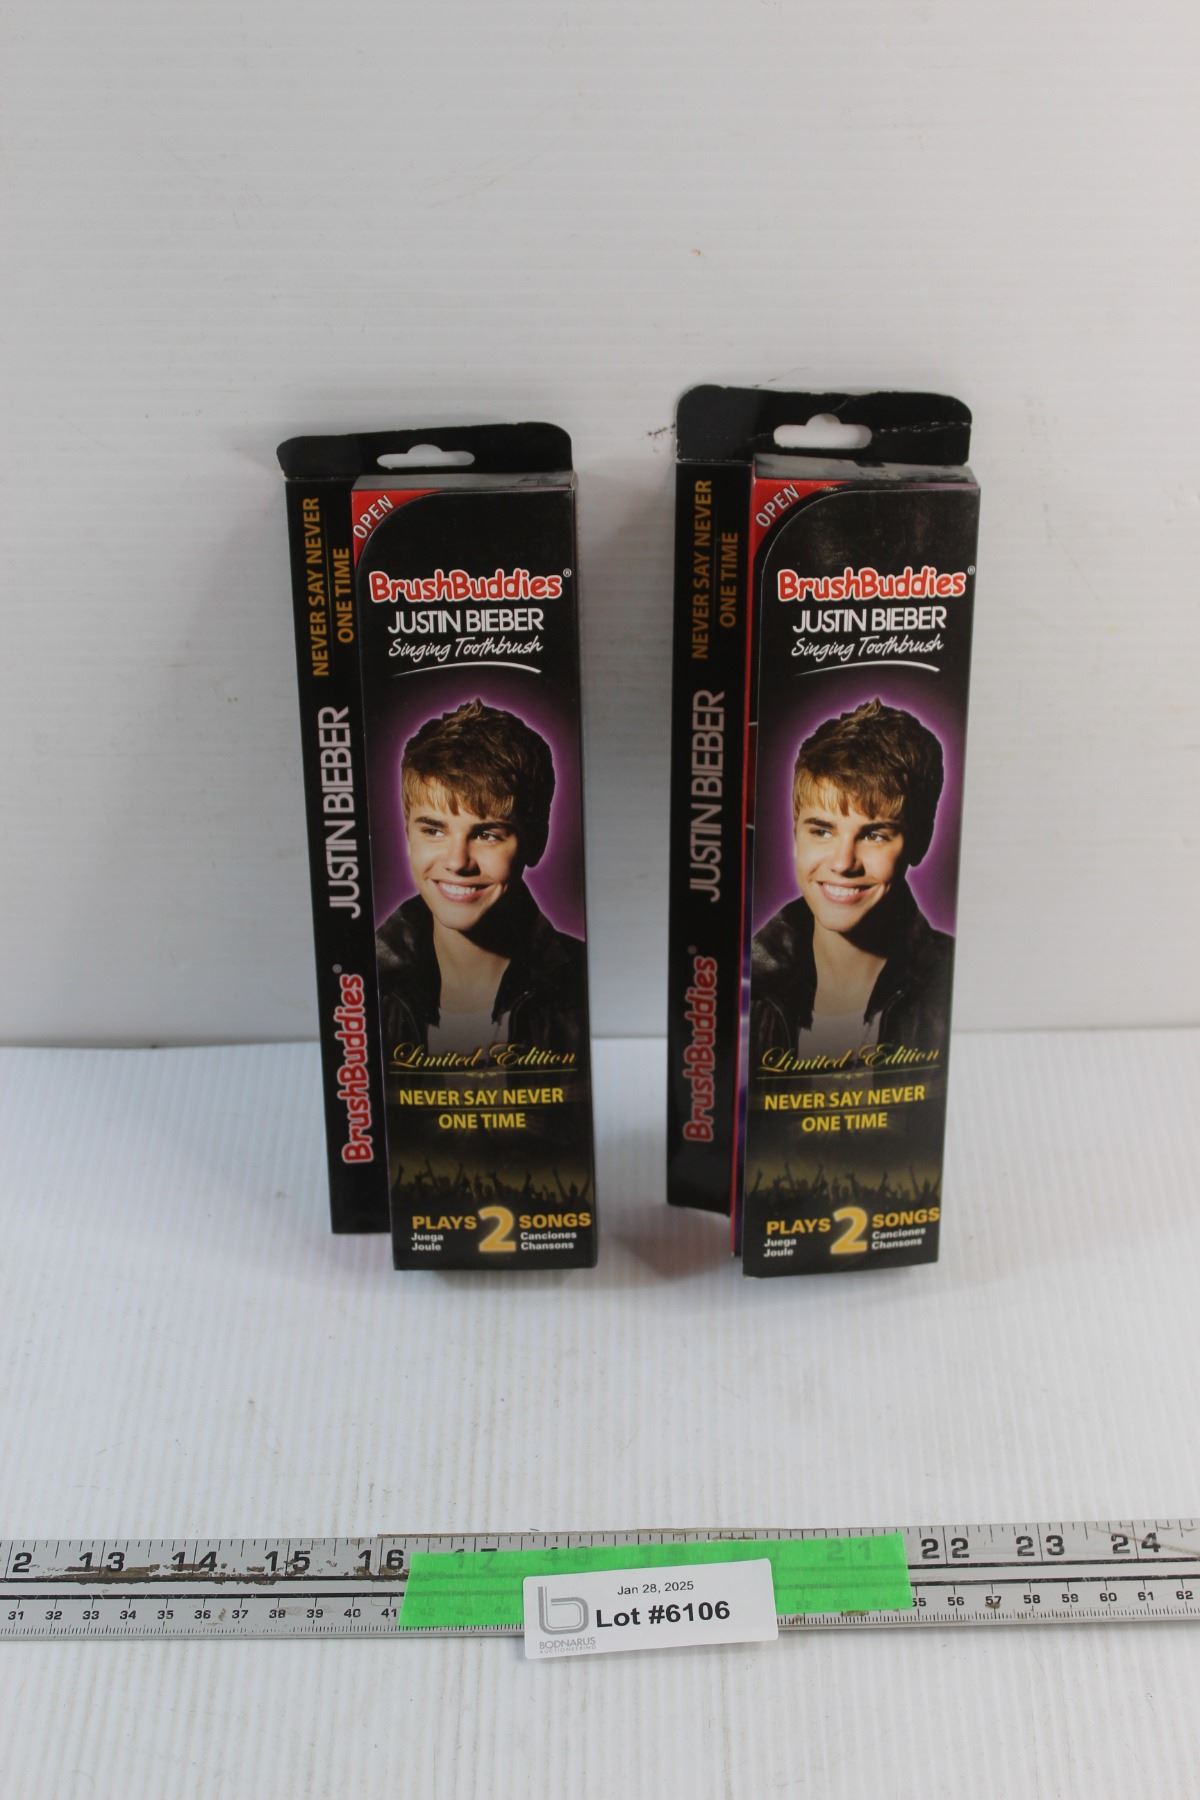 OPEN
BrushBuddies®
JUSTIN BIEBER
Singing Toothbrush
Limited Edition
NEVER SAY NEVER
ONE TIME
PLAYS 2 SONGS
Juega Canciones
Joule Chansons
NEVER SAY NEVER
ONE TIME
JUSTIN BIEBER
BrushBuddies®
OPEN
BrushBuddies®
JUSTIN BIEBER
Singing Toothbrush
Limited Edition
NEVER SAY NEVER
ONE TIME
PLAYS 2 SONGS
Juega Canciones
Joule Chansons
NEVER SAY NEVER
ONE TIME
JUSTIN BIEBER
BrushBuddies®
2 13 14 15 16 17 21 22 23 24
31 32 33 34 35 36 37 38 39 40 41 55 56 57 58 59 60 61 62
Jan 28, 2025
Lot #6106
BODNARUS
AUCTIONEERING